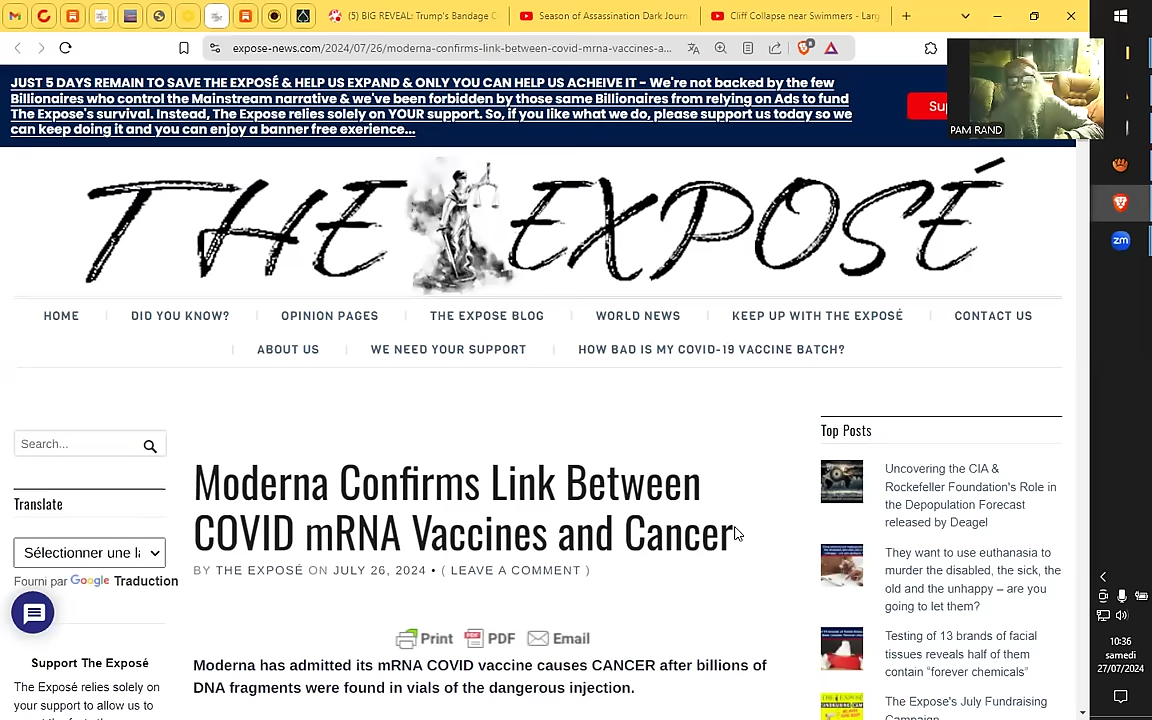 (5) BIG REVEAL: Trump's Bandage C
Season of Assassination Dark Journ
Cliff Collapse near Swimmers - Larg
expose-news.com/2024/07/26/moderna-confirms-link-between-covid-mrna-vaccines-a...
JUST 5 DAYS REMAIN TO SAVE THE EXPOSÉ & HELP US EXPAND & ONLY YOU CAN HELP US ACHEIVE IT – We're not backed by the few
Billionaires who control the Mainstream narrative & we've been forbidden by those same Billionaires from relying on Ads to fund
The Expose's survival. Instead, The Expose relies solely on YOUR support. So, if you like what we do, please support us today so we
can keep doing it and you can enjoy a banner free exerience...
Su
PAM RAND
THE EXPOSÉ
HOME
DID YOU KNOW?
OPINION PAGES
THE EXPOSE BLOG
WORLD NEWS
KEEP UP WITH THE EXPOSÉ
CONTACT US
ABOUT US
WE NEED YOUR SUPPORT
HOW BAD IS MY COVID-19 VACCINE BATCH?
Search...
Translate
Sélectionner une l
Fourni par Google Traduction
Support The Exposé
The Exposé relies solely on
your support to allow us to
Moderna Confirms Link Between
COVID mRNA Vaccines and Cancer
BY THE EXPOSÉ ON JULY 26, 2024 • ( LEAVE A COMMENT )
Print PDF Email
Moderna has admitted its mRNA COVID vaccine causes CANCER after billions of
DNA fragments were found in vials of the dangerous injection.
Top Posts
Uncovering the CIA &
Rockefeller Foundation's Role in
the Depopulation Forecast
released by Deagel
They want to use euthanasia to
murder the disabled, the sick, the
old and the unhappy – are you
going to let them?
Testing of 13 brands of facial
tissues reveals half of them
contain “forever chemicals”
The Expose's July Fundraising
zm
10:36
samedi
27/07/2024